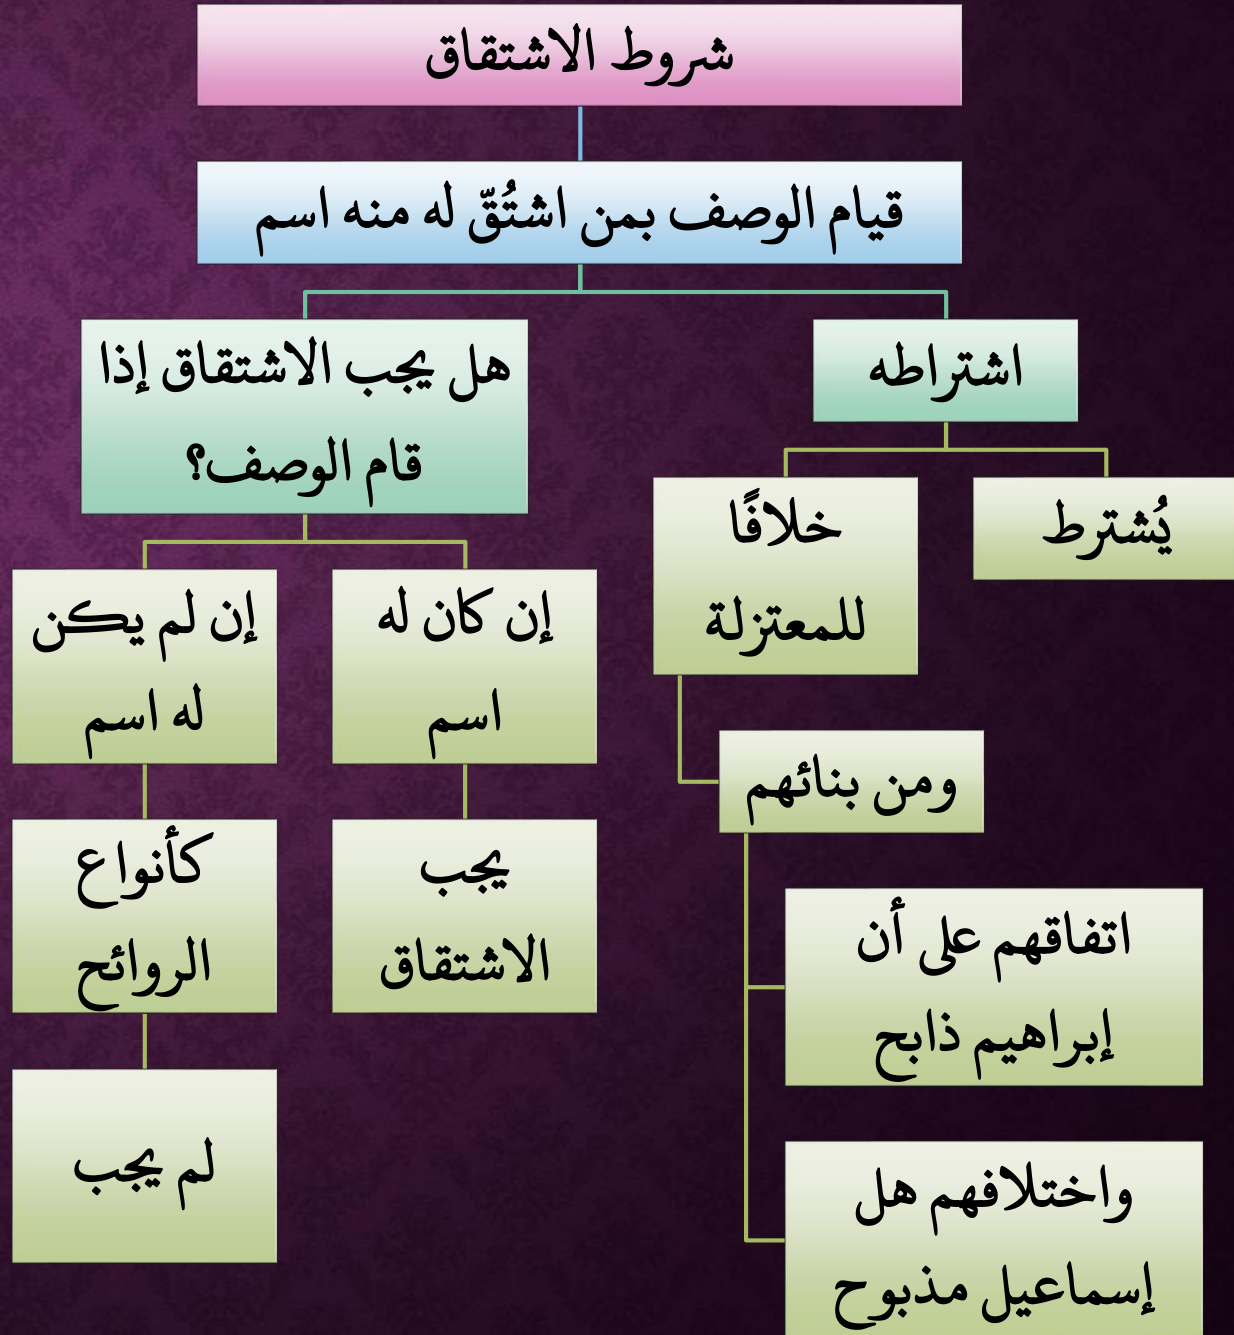 شروط الاشتقاق
قيام الوصف بمن اشتُقّ له منه اسم
اشتراطه
يُشترط
خلافًا
للمعتزلة
ومن بنائهم
اتفاقهم على أن
إبراهيم ذابح
واختلافهم هل
إسماعيل مذبوح
هل يجب الاشتقاق إذا
قام الوصف؟
إن كان له
اسم
يجب
الاشتقاق
إن لم يكن
له اسم
كأنواع
الروائح
لم يجب